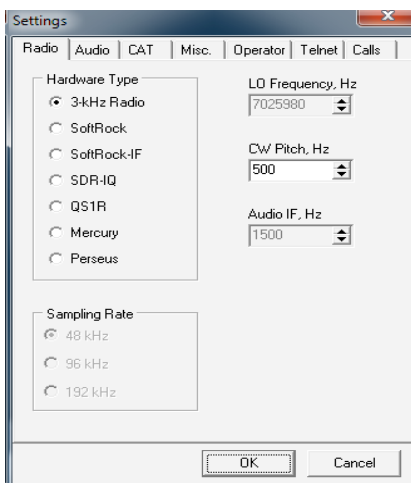 Settings
Radio Audio CAT Misc. Operator Telnet Calls
Hardware Type
3-kHz Radio
SoftRock
SoftRock-IF
SDR-IQ
QS1R
Mercury
Perseus
LO Frequency, Hz
7025980
CW Pitch, Hz
500
Audio IF, Hz
1500
Sampling Rate
48 kHz
96 kHz
192 kHz
OK Cancel